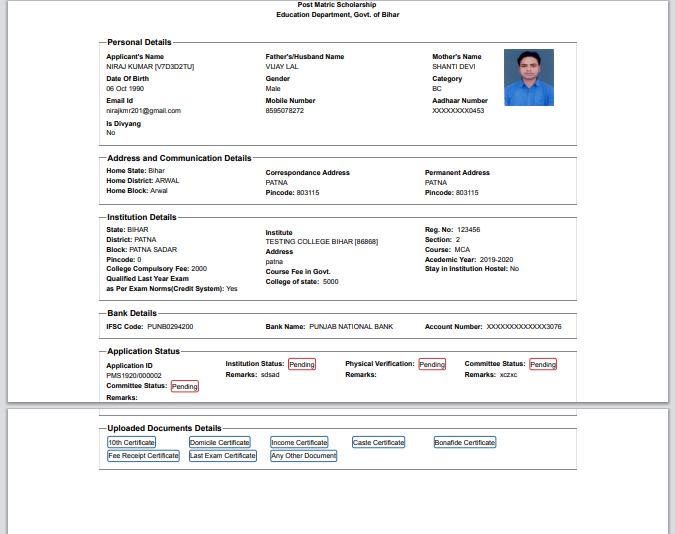 Post Matric Scholarship
Education Department, Govt. of Bihar
Personal Details
Applicant's Name Father's/Husband Name Mother's Name
NIRAJ KUMAR [V7D3D2TU] VIJAY LAL SHANTI DEVI
Date Of Birth Gender Category
06 Oct 1990 Male BC
Email Id Mobile Number Aadhaar Number
nirajkmr201@gmail.com 8595078272 XXXXXXXX0453
Is Divyang
No
Address and Communication Details
Home State: Bihar Correspondance Address Permanent Address
Home District: ARWAL PATNA PATNA
Home Block: Arwal Pincode: 803115 Pincode: 803115
Institution Details
State: BIHAR Institute Reg. No: 123456
District: PATNA TESTING COLLEGE BIHAR [86868] Section: 2
Block: PATNA SADAR Address Course: MCA
Pincode: 0 patna Acedemic Year: 2019-2020
College Compulsory Fee: 2000 Course Fee in Govt. Stay in Institution Hostel: No
Qualified Last Year Exam College of state: 5000
as Per Exam Norms(Credit System): Yes
Bank Details
IFSC Code: PUNB0294200 Bank Name: PUNJAB NATIONAL BANK Account Number: XXXXXXXXXXXXX3076
Application Status
Application ID Institution Status: Pending Physical Verification: Pending Committee Status: Pending
PMS1920/000002 Remarks: sdsad Remarks: Remarks: xczxc
Committee Status: Pending
Remarks:
Uploaded Documents Details
10th Certificate Domicile Certificate Income Certificate Caste Certificate Bonafide Certificate
Fee Receipt Certificate Last Exam Certificate Any Other Document